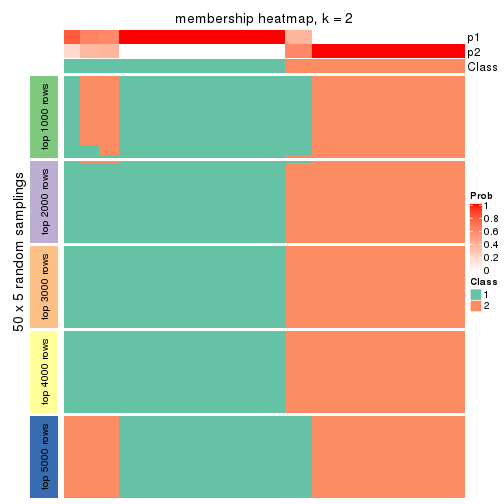 membership heatmap, k = 2
p1
p2
Class
50 x 5 random samplings
top 1000 rows
top 2000 rows
top 3000 rows
top 4000 rows
top 5000 rows
Prob
1
0.8
0.6
0.4
0.2
0
Class
1
2